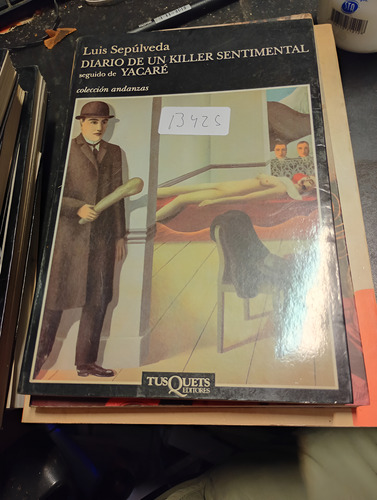 Luis Sepúlveda
DIARIO DE UN KILLER SENTIMENTAL
seguido de YACARÉ
colección andanzas
13425
TUSQUETS
EDITORES